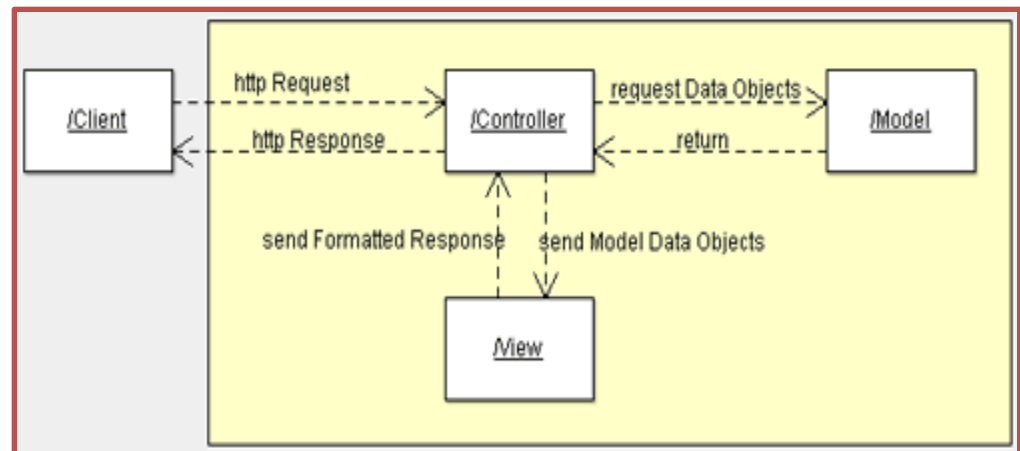 http Request
request Data Objects
/Client
/Controller
/Model
http Response
return
send Formatted Response
send Model Data Objects
/View